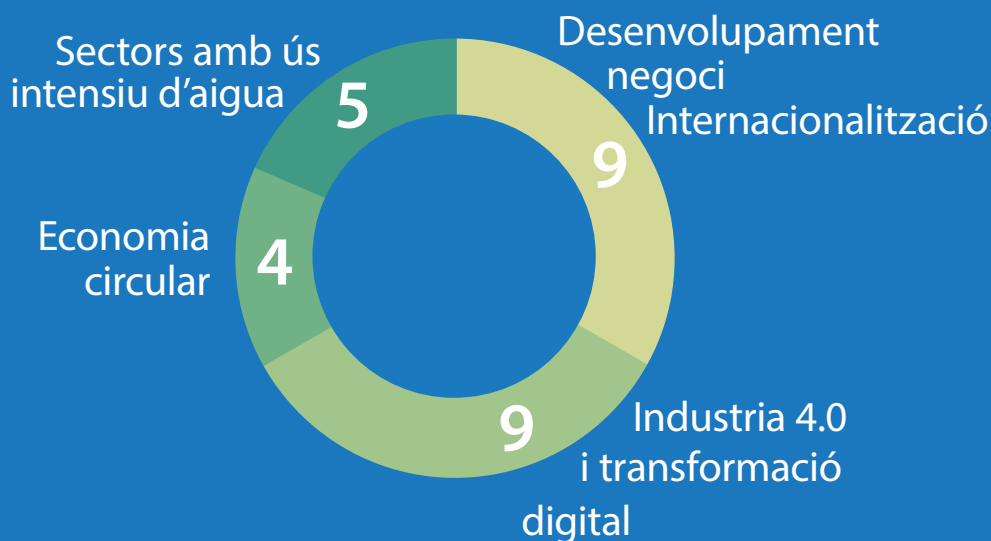 Sectors amb ús
intensiu d’aigua
5
Desenvolupament
negoci
Internacionalització
9
Economia
circular
4
Industria 4.0
i transformació
digital
9